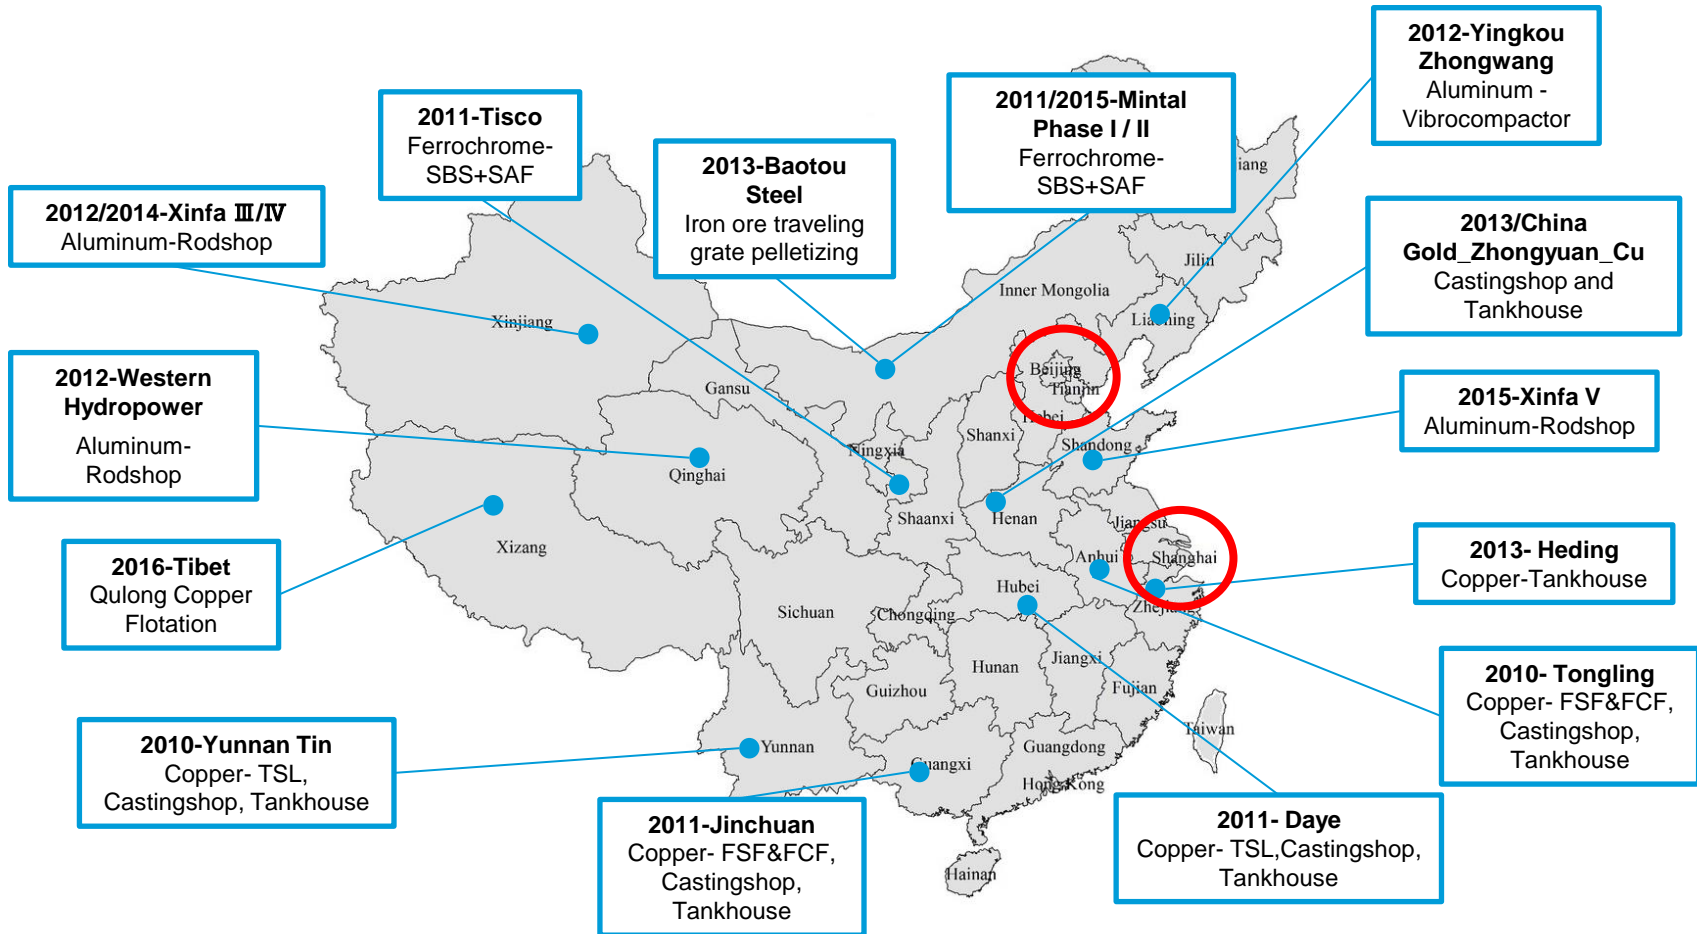 2012-Yingkou
Zhongwang
Aluminum -
Vibrocompactor
2011-Tisco
Ferrochrome-
SBS+SAF
2011/2015-Mintal
Phase I / II
Ferrochrome-
SBS+SAF
2013-Baotou
Steel
Iron ore traveling
grate pelletizing
2012/2014-Xinfa Ⅲ/Ⅳ
Aluminum-Rodshop
2013/China
Gold_Zhongyuan_Cu
Castingshop and
Tankhouse
2012-Western
Hydropower
Aluminum-
Rodshop
2015-Xinfa V
Aluminum-Rodshop
2016-Tibet
Qulong Copper
Flotation
2013- Heding
Copper-Tankhouse
2010- Tongling
Copper- FSF&FCF,
Castingshop,
Tankhouse
2010-Yunnan Tin
Copper- TSL,
Castingshop, Tankhouse
2011-Jinchuan
Copper- FSF&FCF,
Castingshop,
Tankhouse
2011- Daye
Copper- TSL,Castingshop,
Tankhouse
jiang
Jilin
Inner Mongolia
Liaoning
Xinjiang
Beijing
Tianjin
Gansu
Hebei
Shanxi
Shandong
Ningxia
Qinghai
Shaanxi
Henan
Jiangsu
Xizang
Anhui
Shanghai
Hubei
Zhejiang
Sichuan
Chongqing
Hunan
Jiangxi
Guizhou
Fujian
Taiwan
Yunnan
Guangxi
Guangdong
Hong Kong
Hainan